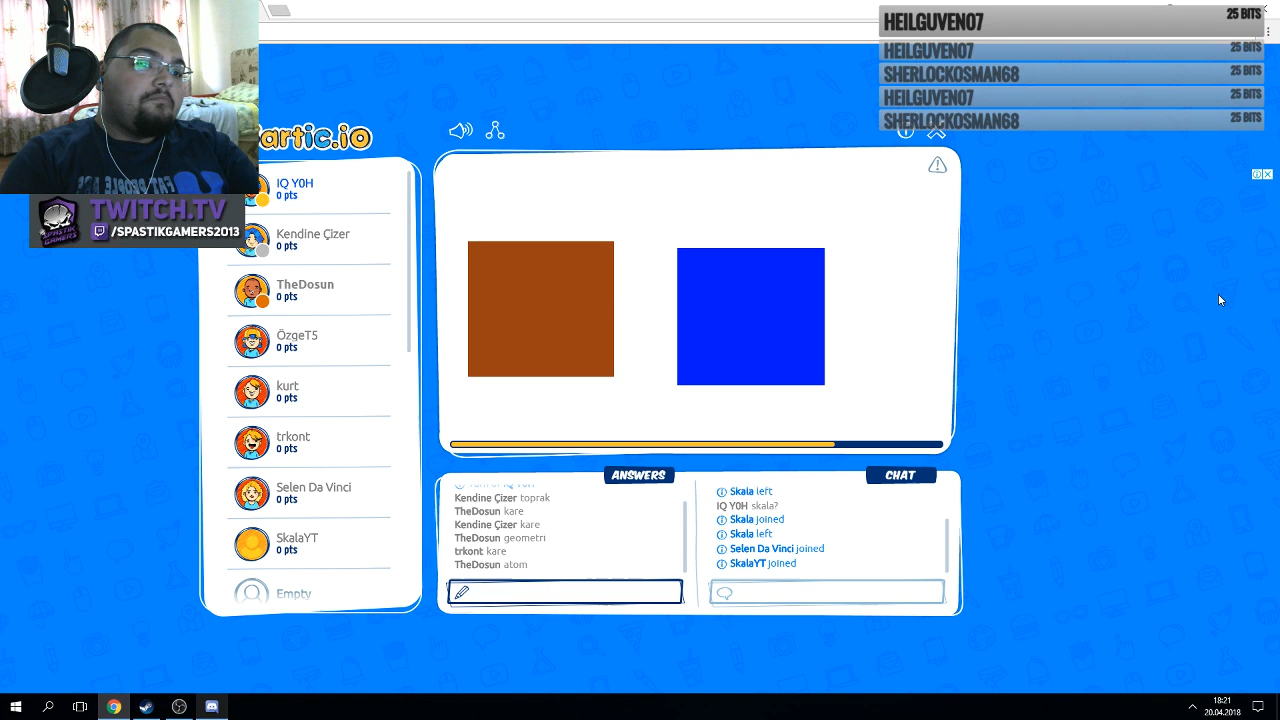 HEILGUVEN07 25 BITS
HEILGUVEN07 25 BITS
SHERLOCKOSMAN68 25 BITS
HEILGUVEN07 25 BITS
SHERLOCKOSMAN68 25 BITS
artic.io
TWITCH.TV
/SPASTIKGAMERS2013
SPASTIK
GAMERS
IQ Y0H
0 pts
Kendine Çizer
0 pts
TheDosun
0 pts
ÖzgeT5
0 pts
kurt
0 pts
trkont
0 pts
Selen Da Vinci
0 pts
SkalaYT
0 pts
Empty
ANSWERS
Kendine Çizer toprak
TheDosun kare
Kendine Çizer kare
TheDosun geometri
trkont kare
TheDosun atom
CHAT
Skala left
IQ Y0H skala?
Skala joined
Skala left
Selen Da Vinci joined
SkalaYT joined
18:21
20.04.2018